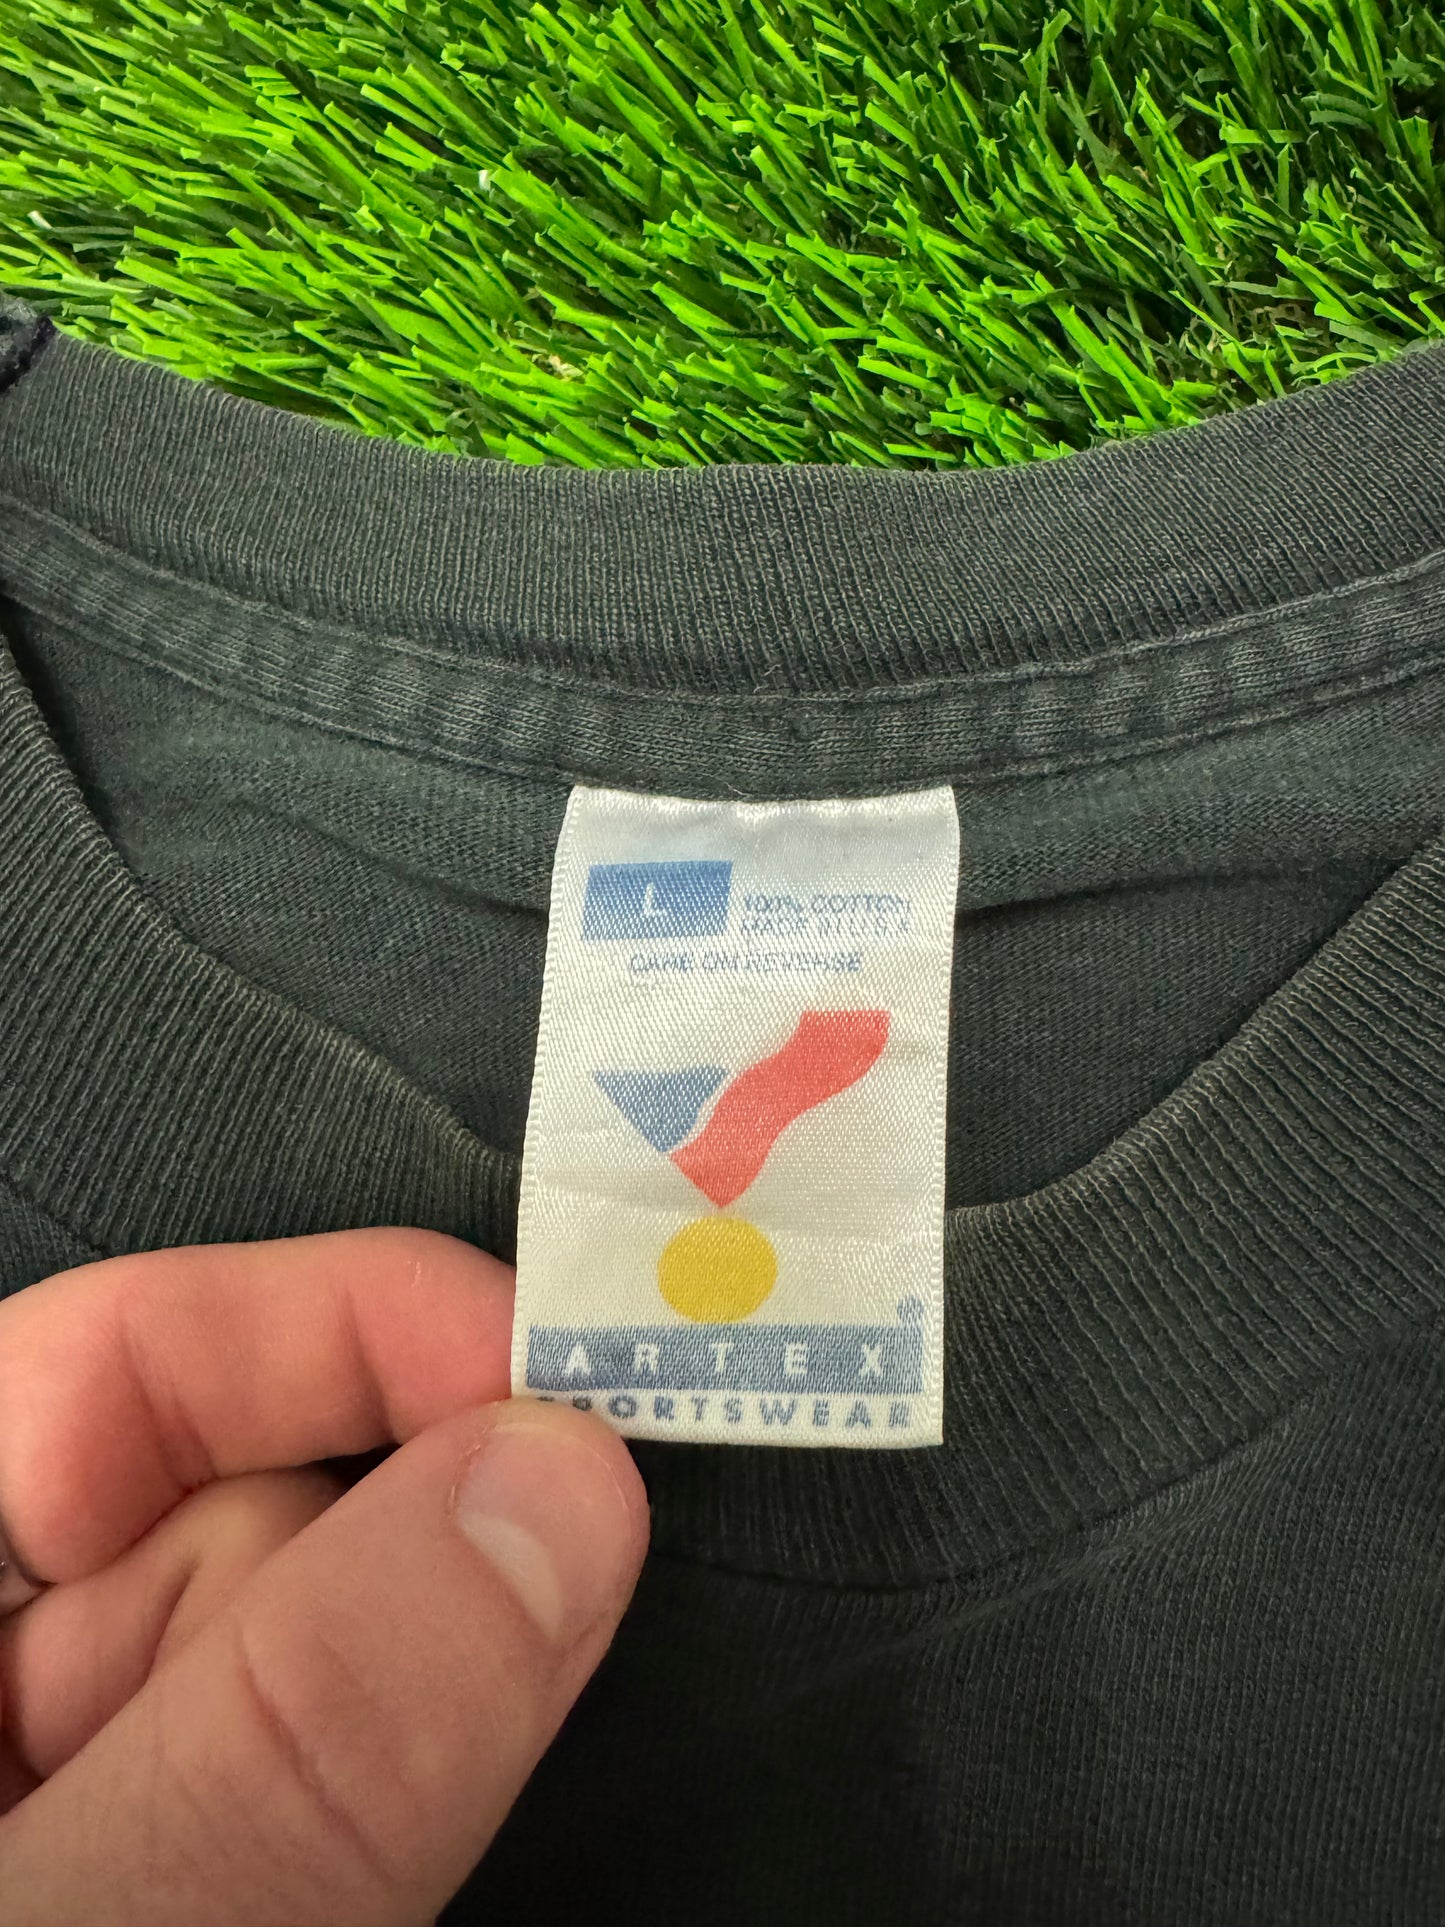 L
100% COTTON
MADE IN U.S.A.
CARE ON REVERSE
®
ARTEX
SPORTSWEAR